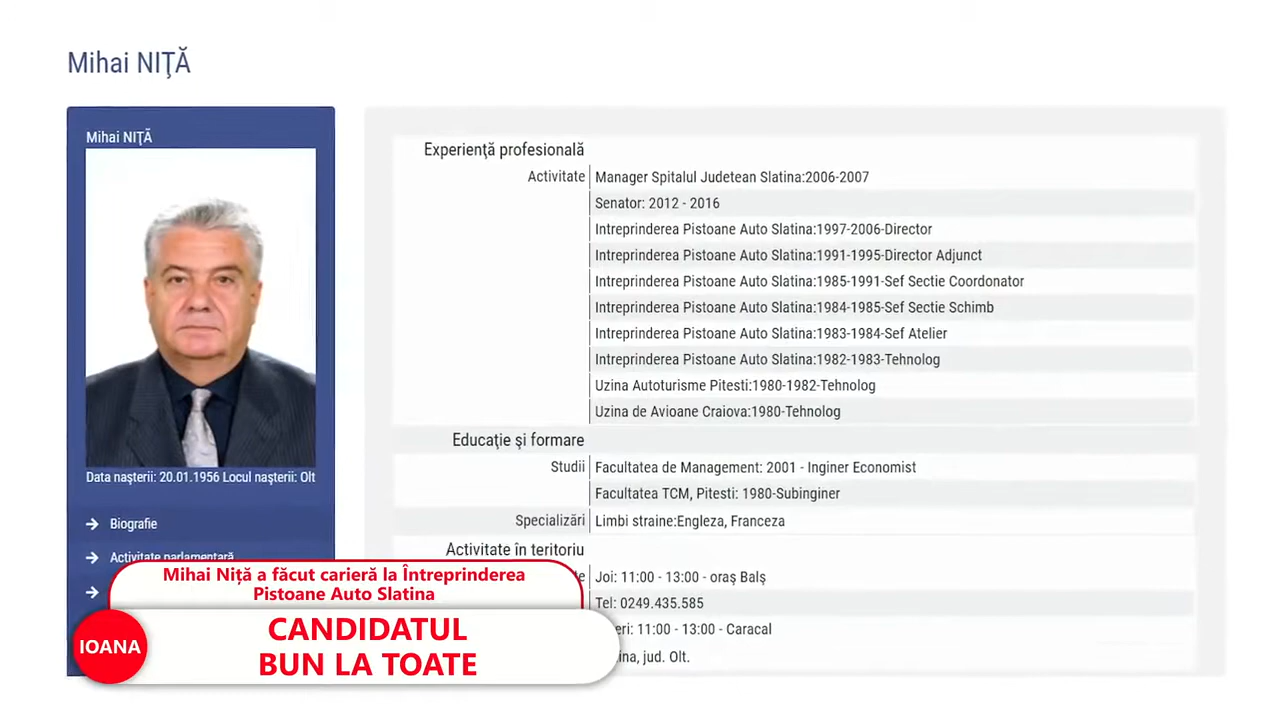 Mihai NIŢĂ
Mihai NIŢĂ
Data naşterii: 20.01.1956 Locul naşterii: Olt
Biografie
Activitate parlamentară
Experienţă profesională
Activitate
Manager Spitalul Judetean Slatina:2006-2007
Senator: 2012 - 2016
Intreprinderea Pistoane Auto Slatina:1997-2006-Director
Intreprinderea Pistoane Auto Slatina:1991-1995-Director Adjunct
Intreprinderea Pistoane Auto Slatina:1985-1991-Sef Sectie Coordonator
Intreprinderea Pistoane Auto Slatina:1984-1985-Sef Sectie Schimb
Intreprinderea Pistoane Auto Slatina:1983-1984-Sef Atelier
Intreprinderea Pistoane Auto Slatina:1982-1983-Tehnolog
Uzina Autoturisme Pitesti:1980-1982-Tehnolog
Uzina de Avioane Craiova:1980-Tehnolog
Educaţie şi formare
Studii
Facultatea de Management: 2001 - Inginer Economist
Facultatea TCM, Pitesti: 1980-Subinginer
Specializări
Limbi straine:Engleza, Franceza
Activitate în teritoriu
Joi: 11:00 - 13:00 - oraş Balş
Tel: 0249.435.585
11:00 - 13:00 - Caracal
jud. Olt.
Mihai Niță a făcut carieră la Întreprinderea
Pistoane Auto Slatina
IOANA
CANDIDATUL
BUN LA TOATE